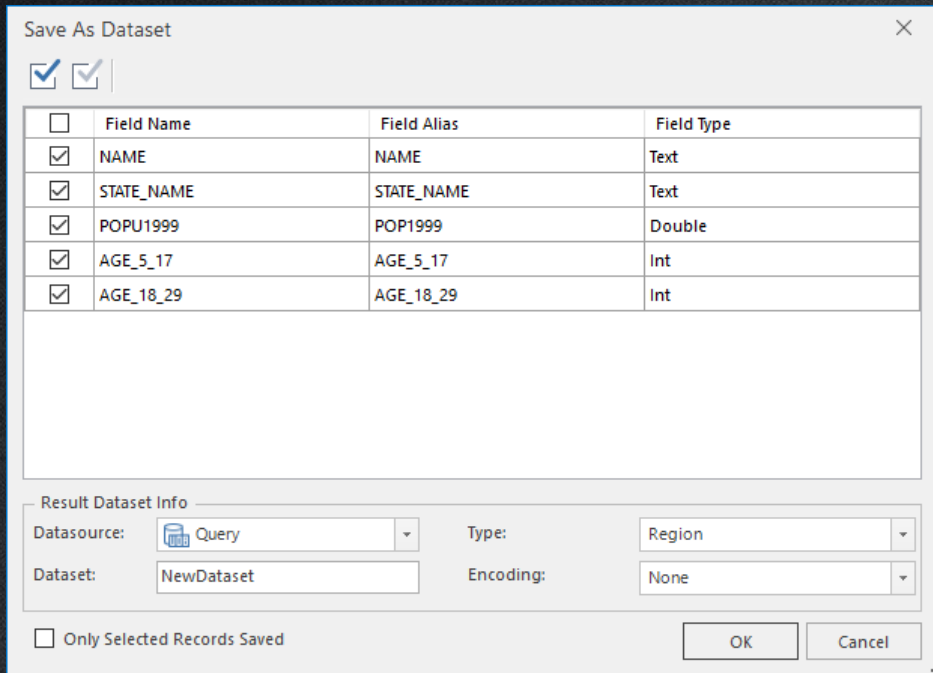 Save As Dataset
Field Name Field Alias Field Type
NAME NAME Text
STATE_NAME STATE_NAME Text
POPU1999 POP1999 Double
AGE_5_17 AGE_5_17 Int
AGE_18_29 AGE_18_29 Int
Result Dataset Info
Datasource: Query Type: Region
Dataset: NewDataset Encoding: None
Only Selected Records Saved OK Cancel